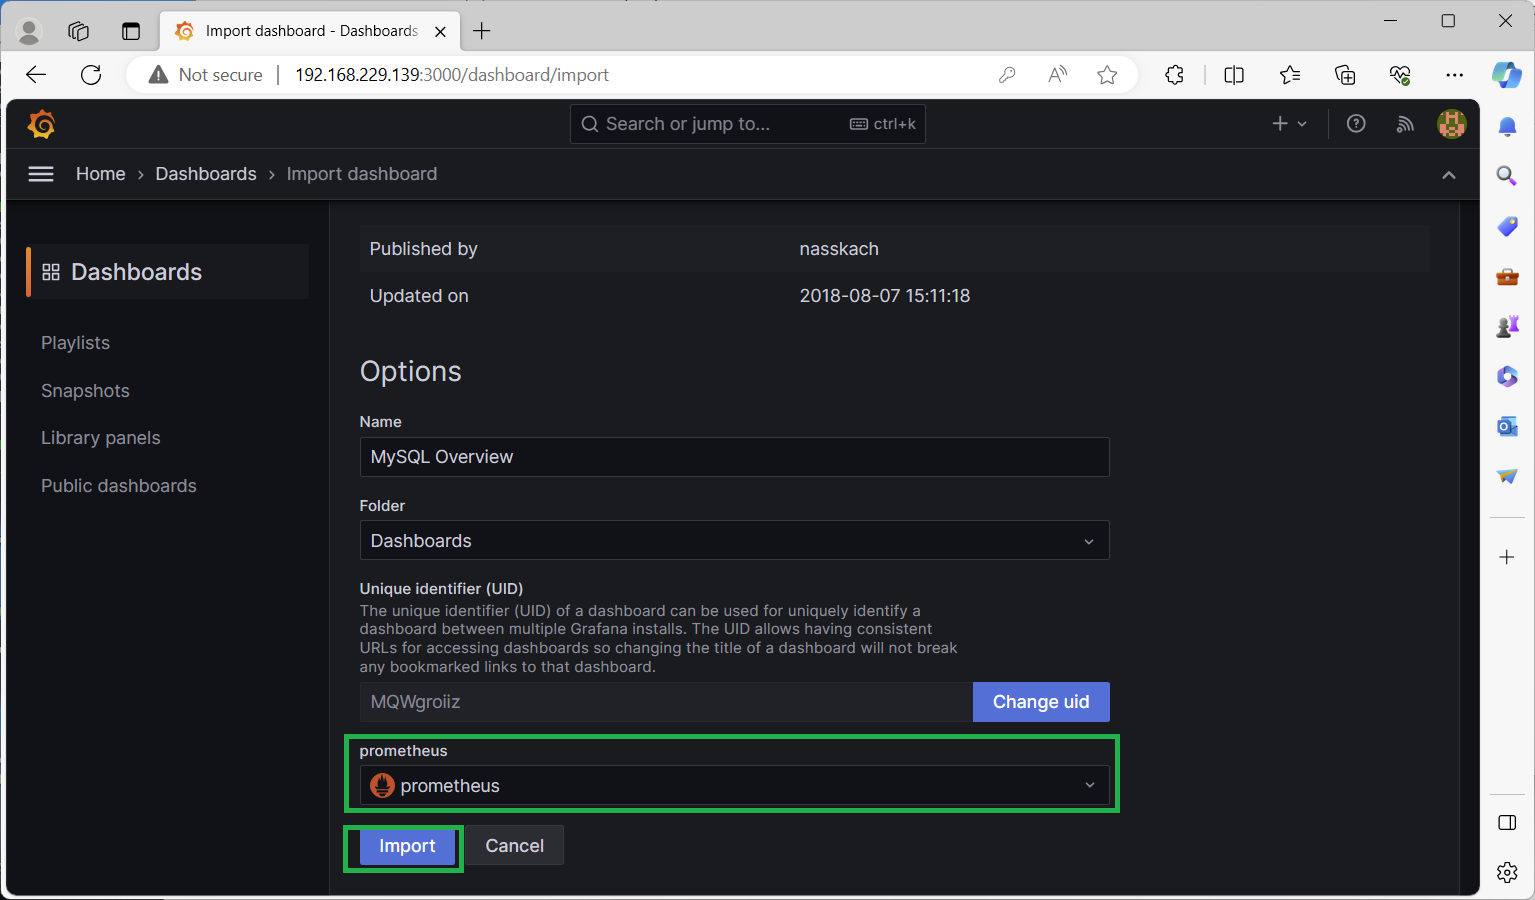 Import dashboard - Dashboards
Not secure
192.168.229.139:3000/dashboard/import
Search or jump to...
ctrl+k
Home › Dashboards › Import dashboard
Dashboards
Playlists
Snapshots
Library panels
Public dashboards
Published by
nasskach
Updated on
2018-08-07 15:11:18
Options
Name
MySQL Overview
Folder
Dashboards
Unique identifier (UID)
The unique identifier (UID) of a dashboard can be used for uniquely identify a
dashboard between multiple Grafana installs. The UID allows having consistent
URLs for accessing dashboards so changing the title of a dashboard will not break
any bookmarked links to that dashboard.
MQWgroiiz
Change uid
prometheus
prometheus
Import
Cancel